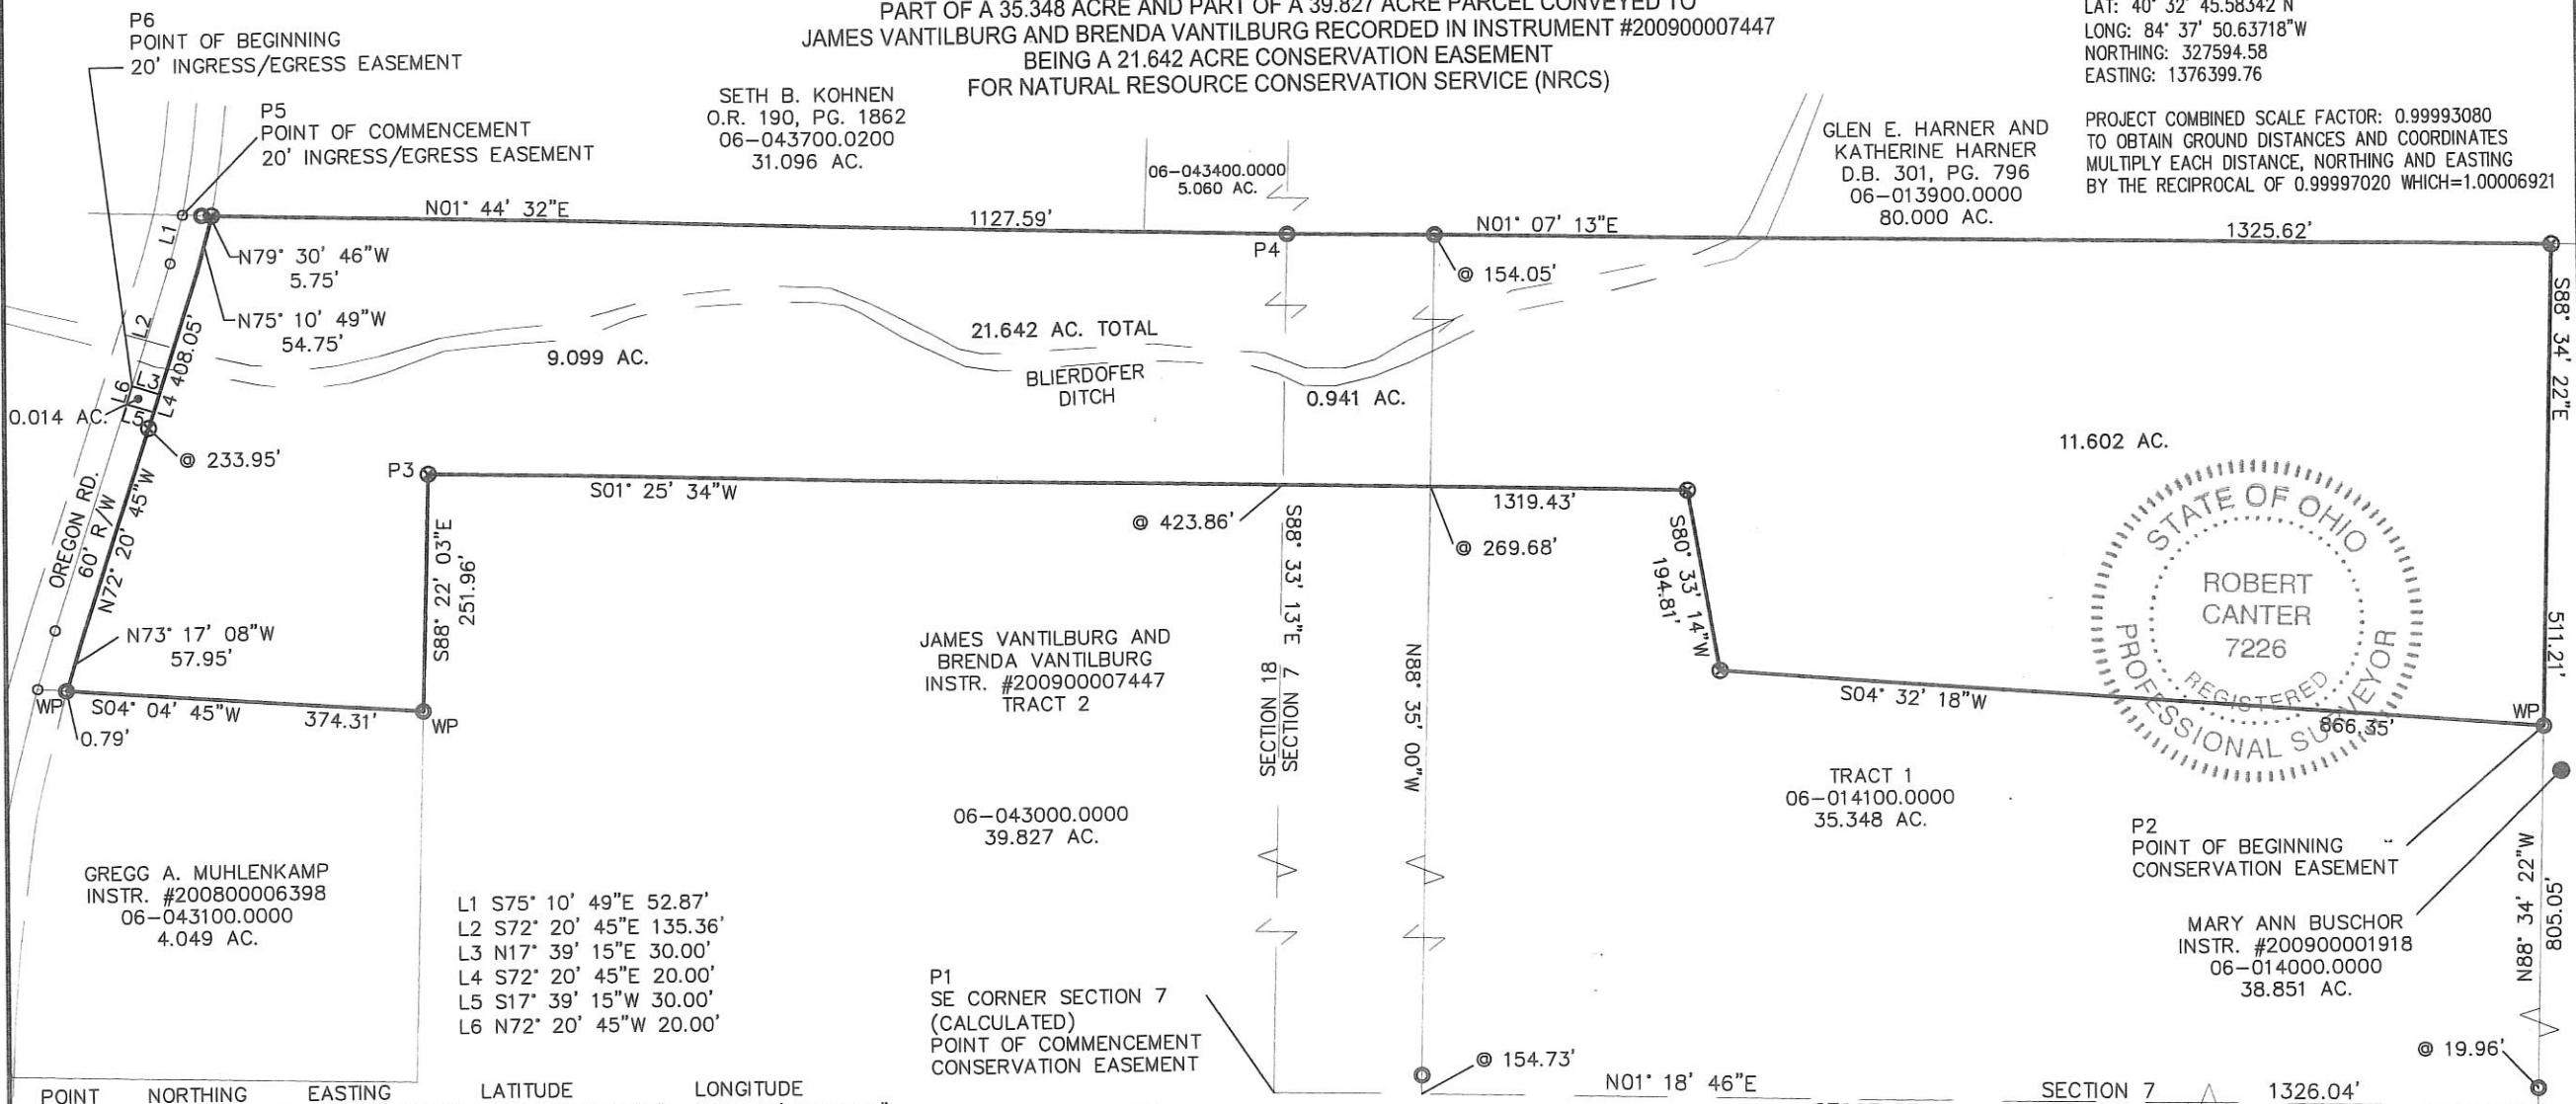 PART OF A 35.348 ACRE AND PART OF A 39.827 ACRE PARCEL CONVEYED TO
JAMES VANTILBURG AND BRENDA VANTILBURG RECORDED IN INSTRUMENT #200900007447
BEING A 21.642 ACRE CONSERVATION EASEMENT
FOR NATURAL RESOURCE CONSERVATION SERVICE (NRCS)
LAT: 40° 32' 45.58342"N
LONG: 84° 37' 50.63718"W
NORTHING: 327594.58
EASTING: 1376399.76
PROJECT COMBINED SCALE FACTOR: 0.99993080
TO OBTAIN GROUND DISTANCES AND COORDINATES
MULTIPLY EACH DISTANCE, NORTHING AND EASTING
BY THE RECIPROCAL OF 0.99997020 WHICH=1.00006921
P6
POINT OF BEGINNING
20' INGRESS/EGRESS EASEMENT
P5
POINT OF COMMENCEMENT
20' INGRESS/EGRESS EASEMENT
SETH B. KOHNEN
O.R. 190, PG. 1862
06-043700.0200
31.096 AC.
06-043400.0000
5.060 AC.
GLEN E. HARNER AND
KATHERINE HARNER
D.B. 301, PG. 796
06-013900.0000
80.000 AC.
N01° 44' 32"E
1127.59'
P4
N01° 07' 13"E
1325.62'
@ 154.05'
L1
N79° 30' 46"W
5.75'
N75° 10' 49"W
54.75'
L2
408.05'
L3
L6
L4
L5
0.014 AC.
@ 233.95'
9.099 AC.
21.642 AC. TOTAL
BLIERDOFER
DITCH
0.941 AC.
11.602 AC.
S88° 34' 22"E
511.21'
OREGON RD.
60' R/W
N72° 20' 45"W
P3
S01° 25' 34"W
1319.43'
@ 423.86'
@ 269.68'
S88° 22' 03"E
251.96'
S88° 33' 13"E
SECTION 18
SECTION 7
N88° 35' 00"W
S80° 33' 14"W
194.81'
N73° 17' 08"W
57.95'
WP
S04° 04' 45"W
374.31'
WP
0.79'
JAMES VANTILBURG AND
BRENDA VANTILBURG
INSTR. #200900007447
TRACT 2
06-043000.0000
39.827 AC.
STATE OF OHIO
ROBERT
CANTER
7226
REGISTERED
PROFESSIONAL SURVEYOR
S04° 32' 18"W
866.35'
WP
TRACT 1
06-014100.0000
35.348 AC.
P2
POINT OF BEGINNING
CONSERVATION EASEMENT
MARY ANN BUSCHOR
INSTR. #200900001918
06-014000.0000
38.851 AC.
N88° 34' 22"W
805.05'
@ 19.96'
GREGG A. MUHLENKAMP
INSTR. #200800006398
06-043100.0000
4.049 AC.
L1 S75° 10' 49"E 52.87'
L2 S72° 20' 45"E 135.36'
L3 N17° 39' 15"E 30.00'
L4 S72° 20' 45"E 20.00'
L5 S17° 39' 15"W 30.00'
L6 N72° 20' 45"W 20.00'
P1
SE CORNER SECTION 7
(CALCULATED)
POINT OF COMMENCEMENT
CONSERVATION EASEMENT
@ 154.73'
N01° 18' 46"E
SECTION 7
1326.04'
POINT NORTHING EASTING LATITUDE LONGITUDE